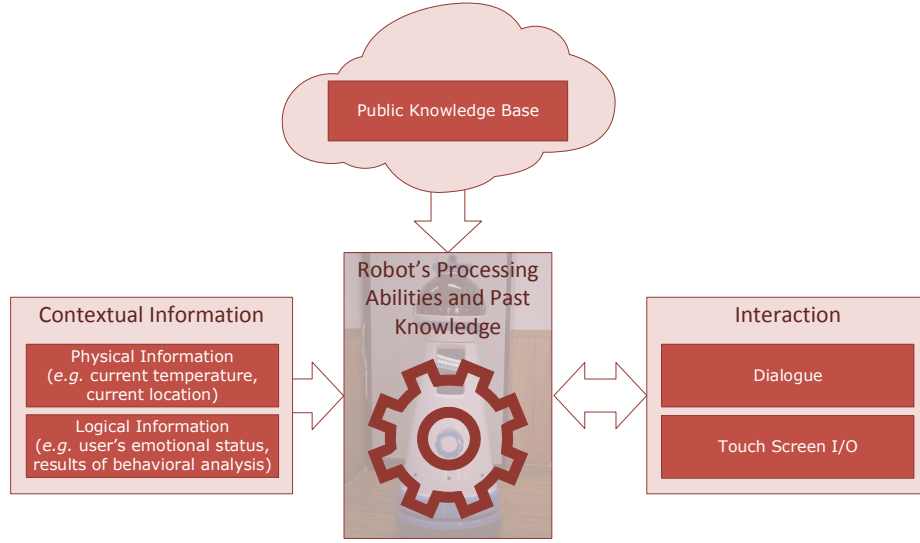 Public Knowledge Base
Robot's Processing
Abilities and Past
Knowledge
Contextual Information
Physical Information
(e.g. current temperature,
current location)
Logical Information
(e.g. user's emotional status,
results of behavioral analysis)
Interaction
Dialogue
Touch Screen I/O